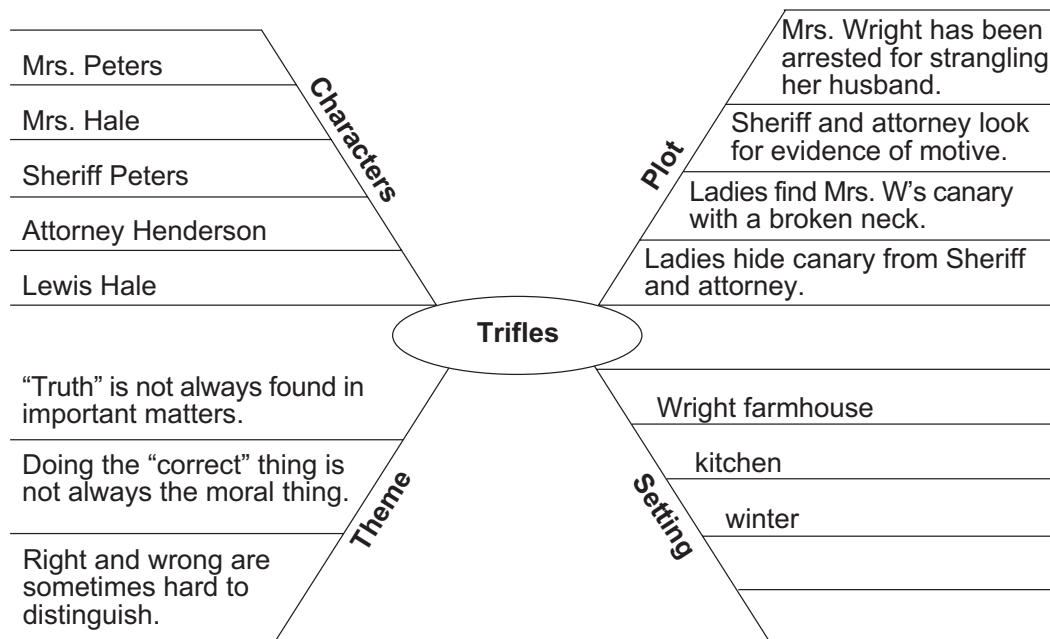 Characters
Mrs. Peters
Mrs. Hale
Sheriff Peters
Attorney Henderson
Lewis Hale
Plot
Mrs. Wright has been
arrested for strangling
her husband.
Sheriff and attorney look
for evidence of motive.
Ladies find Mrs. W’s canary
with a broken neck.
Ladies hide canary from Sheriff
and attorney.
Trifles
Theme
“Truth” is not always found in
important matters.
Doing the “correct” thing is
not always the moral thing.
Right and wrong are
sometimes hard to
distinguish.
Setting
Wright farmhouse
kitchen
winter